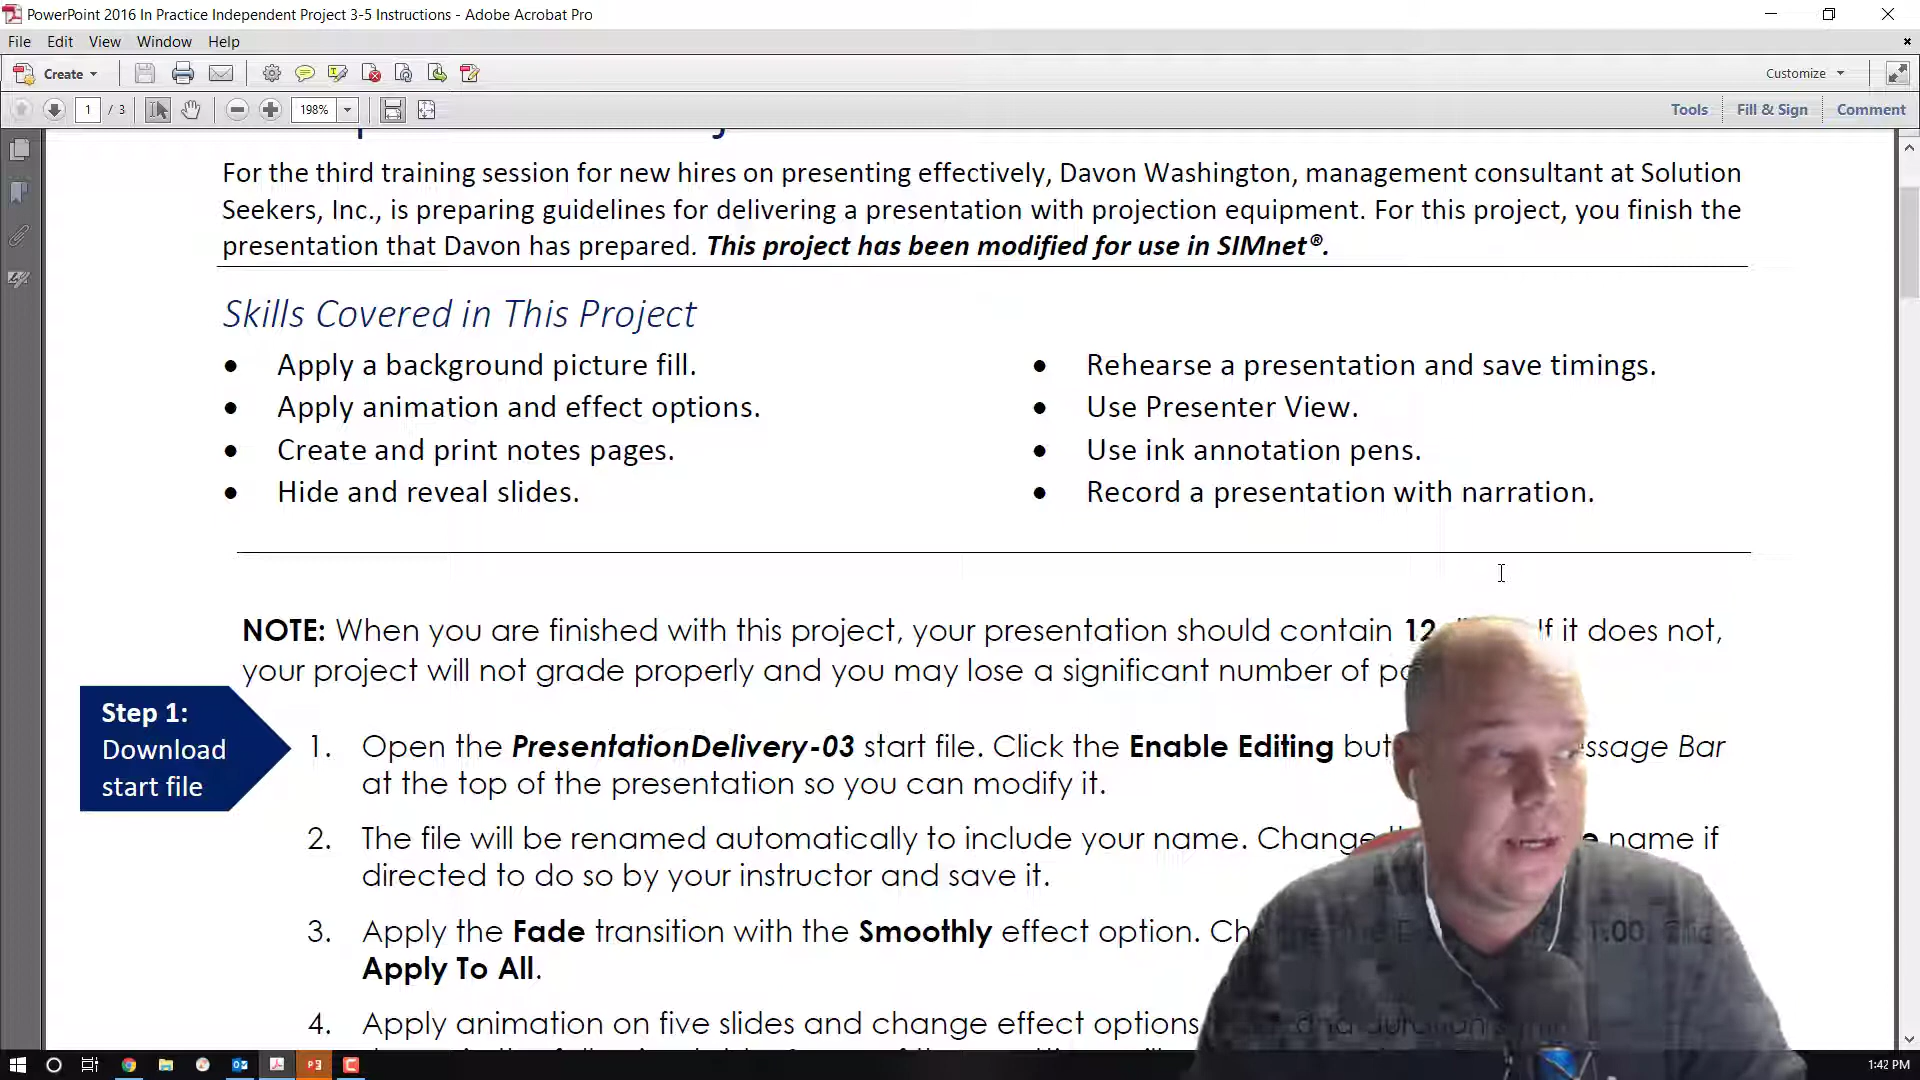 PowerPoint 2016 In Practice Independent Project 3-5 Instructions - Adobe Acrobat Pro
File Edit View Window Help
Create
Customize
1 / 3 198%
Tools Fill & Sign Comment
For the third training session for new hires on presenting effectively, Davon Washington, management consultant at Solution
Seekers, Inc., is preparing guidelines for delivering a presentation with projection equipment. For this project, you finish the
presentation that Davon has prepared. This project has been modified for use in SIMnet®.
Skills Covered in This Project
• Apply a background picture fill.
• Apply animation and effect options.
• Create and print notes pages.
• Hide and reveal slides.
• Rehearse a presentation and save timings.
• Use Presenter View.
• Use ink annotation pens.
• Record a presentation with narration.
NOTE: When you are finished with this project, your presentation should contain 12 If it does not,
your project will not grade properly and you may lose a significant number of
Step 1:
Download
start file
1. Open the PresentationDelivery-03 start file. Click the Enable Editing Bar
at the top of the presentation so you can modify it.
2. The file will be renamed automatically to include your name. Change name if
directed to do so by your instructor and save it.
3. Apply the Fade transition with the Smoothly effect option. 1:00.
Apply To All.
4. Apply animation on five slides and change effect options
1:42 PM